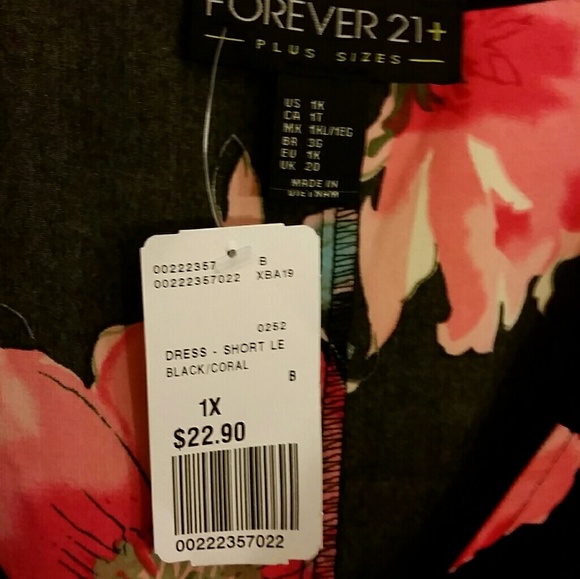 FOREVER 21+
PLUS SIZES
US 1X
CA 1T
MX 1XL/MEG
BR 3G
EU 1X
UK 20
MADE IN
VIETNAM
00222357 B
00222357022 XBA19
0252
DRESS - SHORT LE
BLACK/CORAL
B
1X
$22.90
00222357022